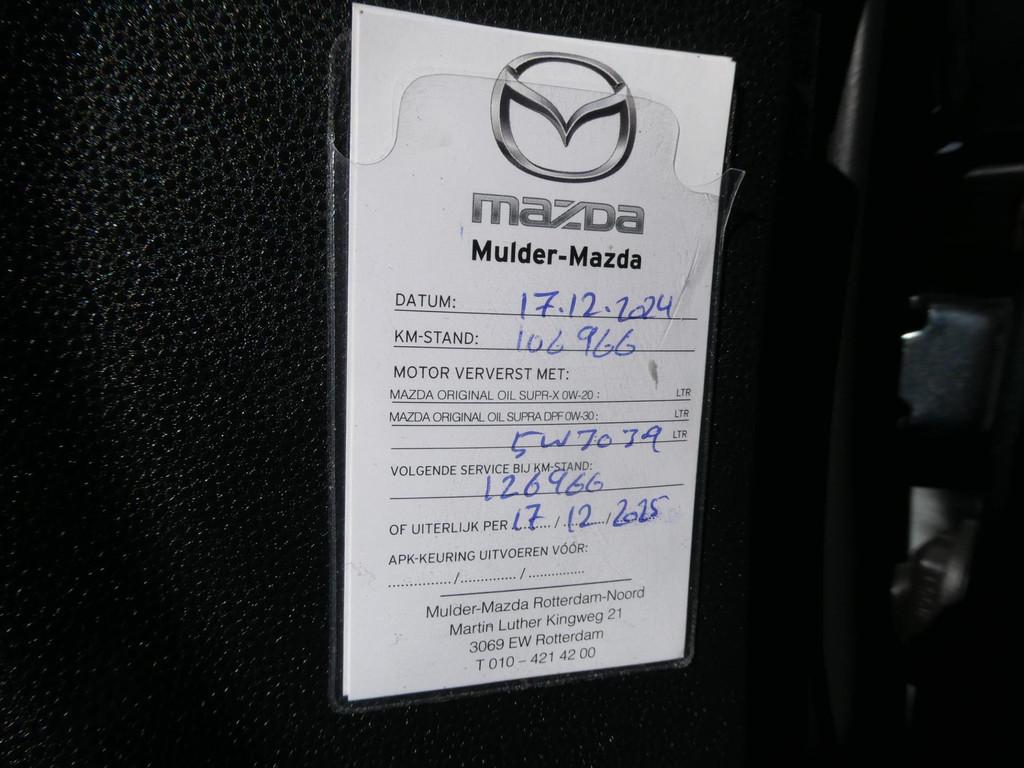 mazda
Mulder-Mazda
DATUM: 17.12.2024
KM-STAND: 106966
MOTOR VERVERST MET:
MAZDA ORIGINAL OIL SUPR-X 0W-20 : LTR
MAZDA ORIGINAL OIL SUPRA DPF 0W-30 : LTR
5W30 39 LTR
VOLGENDE SERVICE BIJ KM-STAND:
126966
OF UITERLIJK PER 17 / 12 / 2025
APK-KEURING UITVOEREN VÓÓR:
............... / .............. / ..............
Mulder-Mazda Rotterdam-Noord
Martin Luther Kingweg 21
3069 EW Rotterdam
T 010 – 421 42 00